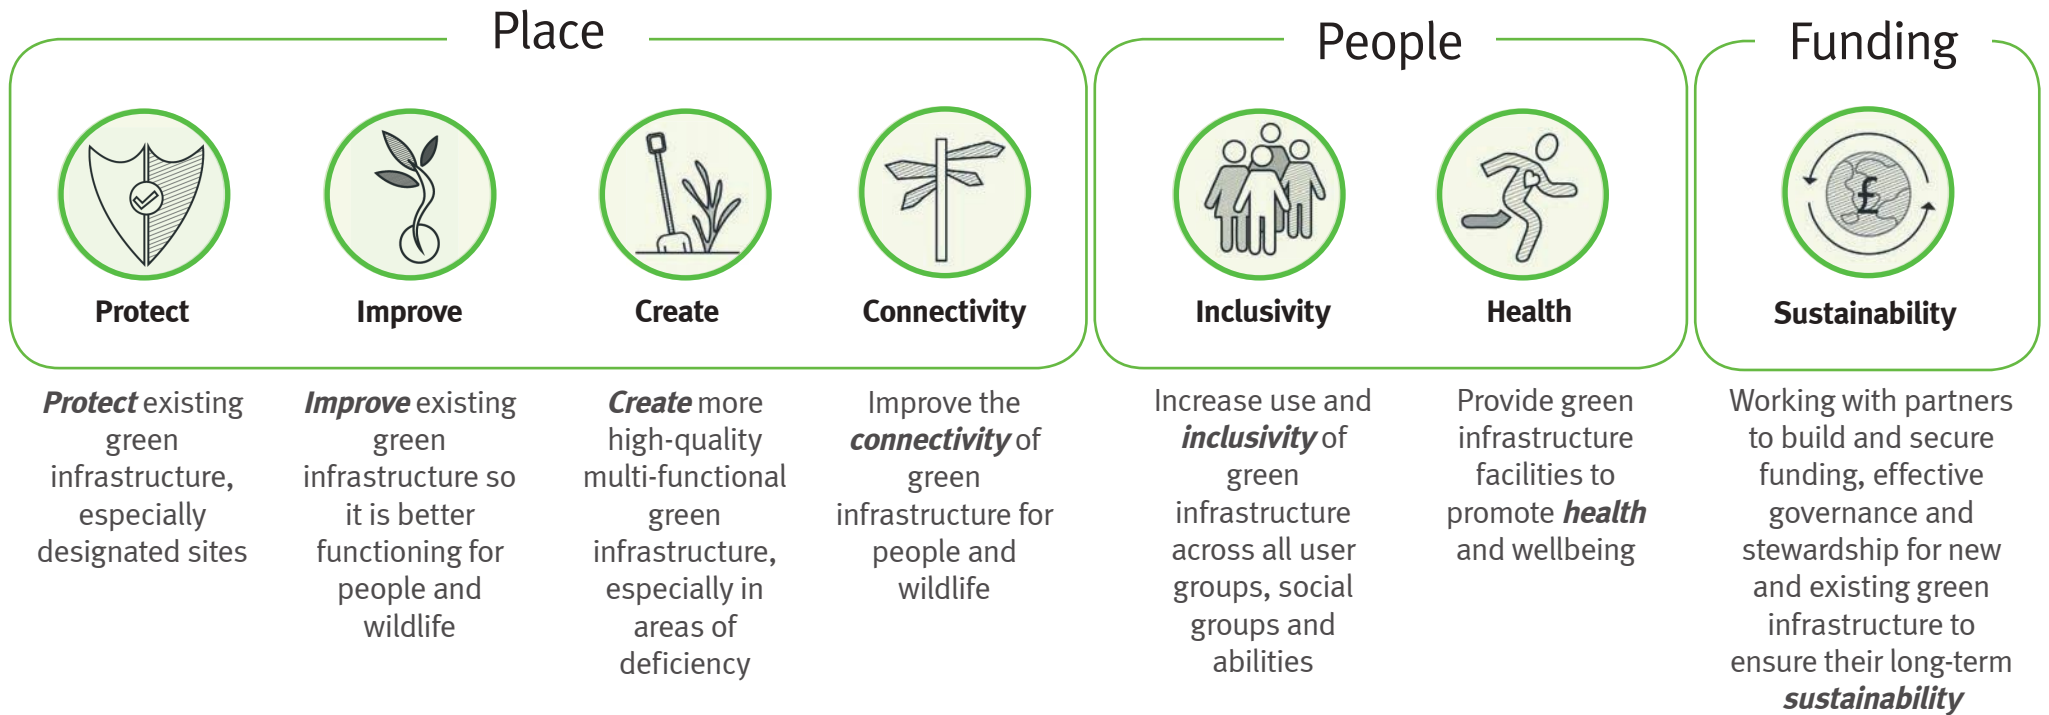 Place
People
Funding
£
Protect
Improve
Create
Connectivity
Inclusivity
Health
Sustainability
Protect existing
green
infrastructure,
especially
designated sites
Improve existing
green
infrastructure so
it is better
functioning for
people and
wildlife
Create more
high-quality
multi-functional
green
infrastructure,
especially in
areas of
deficiency
Improve the
connectivity of
green
infrastructure for
people and
wildlife
Increase use and
inclusivity of
green
infrastructure
across all user
groups, social
groups and
abilities
Provide green
infrastructure
facilities to
promote health
and wellbeing
Working with partners
to build and secure
funding, effective
governance and
stewardship for new
and existing green
infrastructure to
ensure their long-term
sustainability